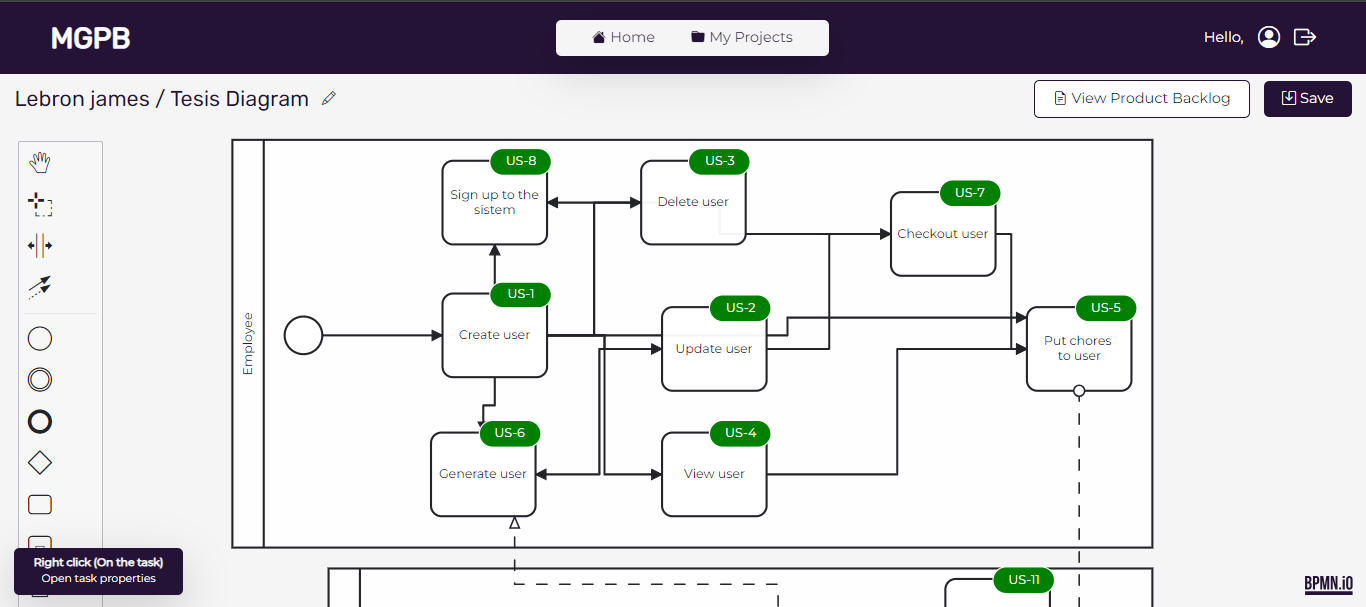 MGPB
Home
My Projects
Hello,
Lebron james / Tesis Diagram
View Product Backlog
Save
US-8
Sign up to the
sistem
US-3
Delete user
US-7
Checkout user
US-1
Create user
US-2
Update user
US-5
Put chores
to user
Employee
US-6
Generate user
US-4
View user
Right click (On the task)
Open task properties
US-11
BPMN.iO